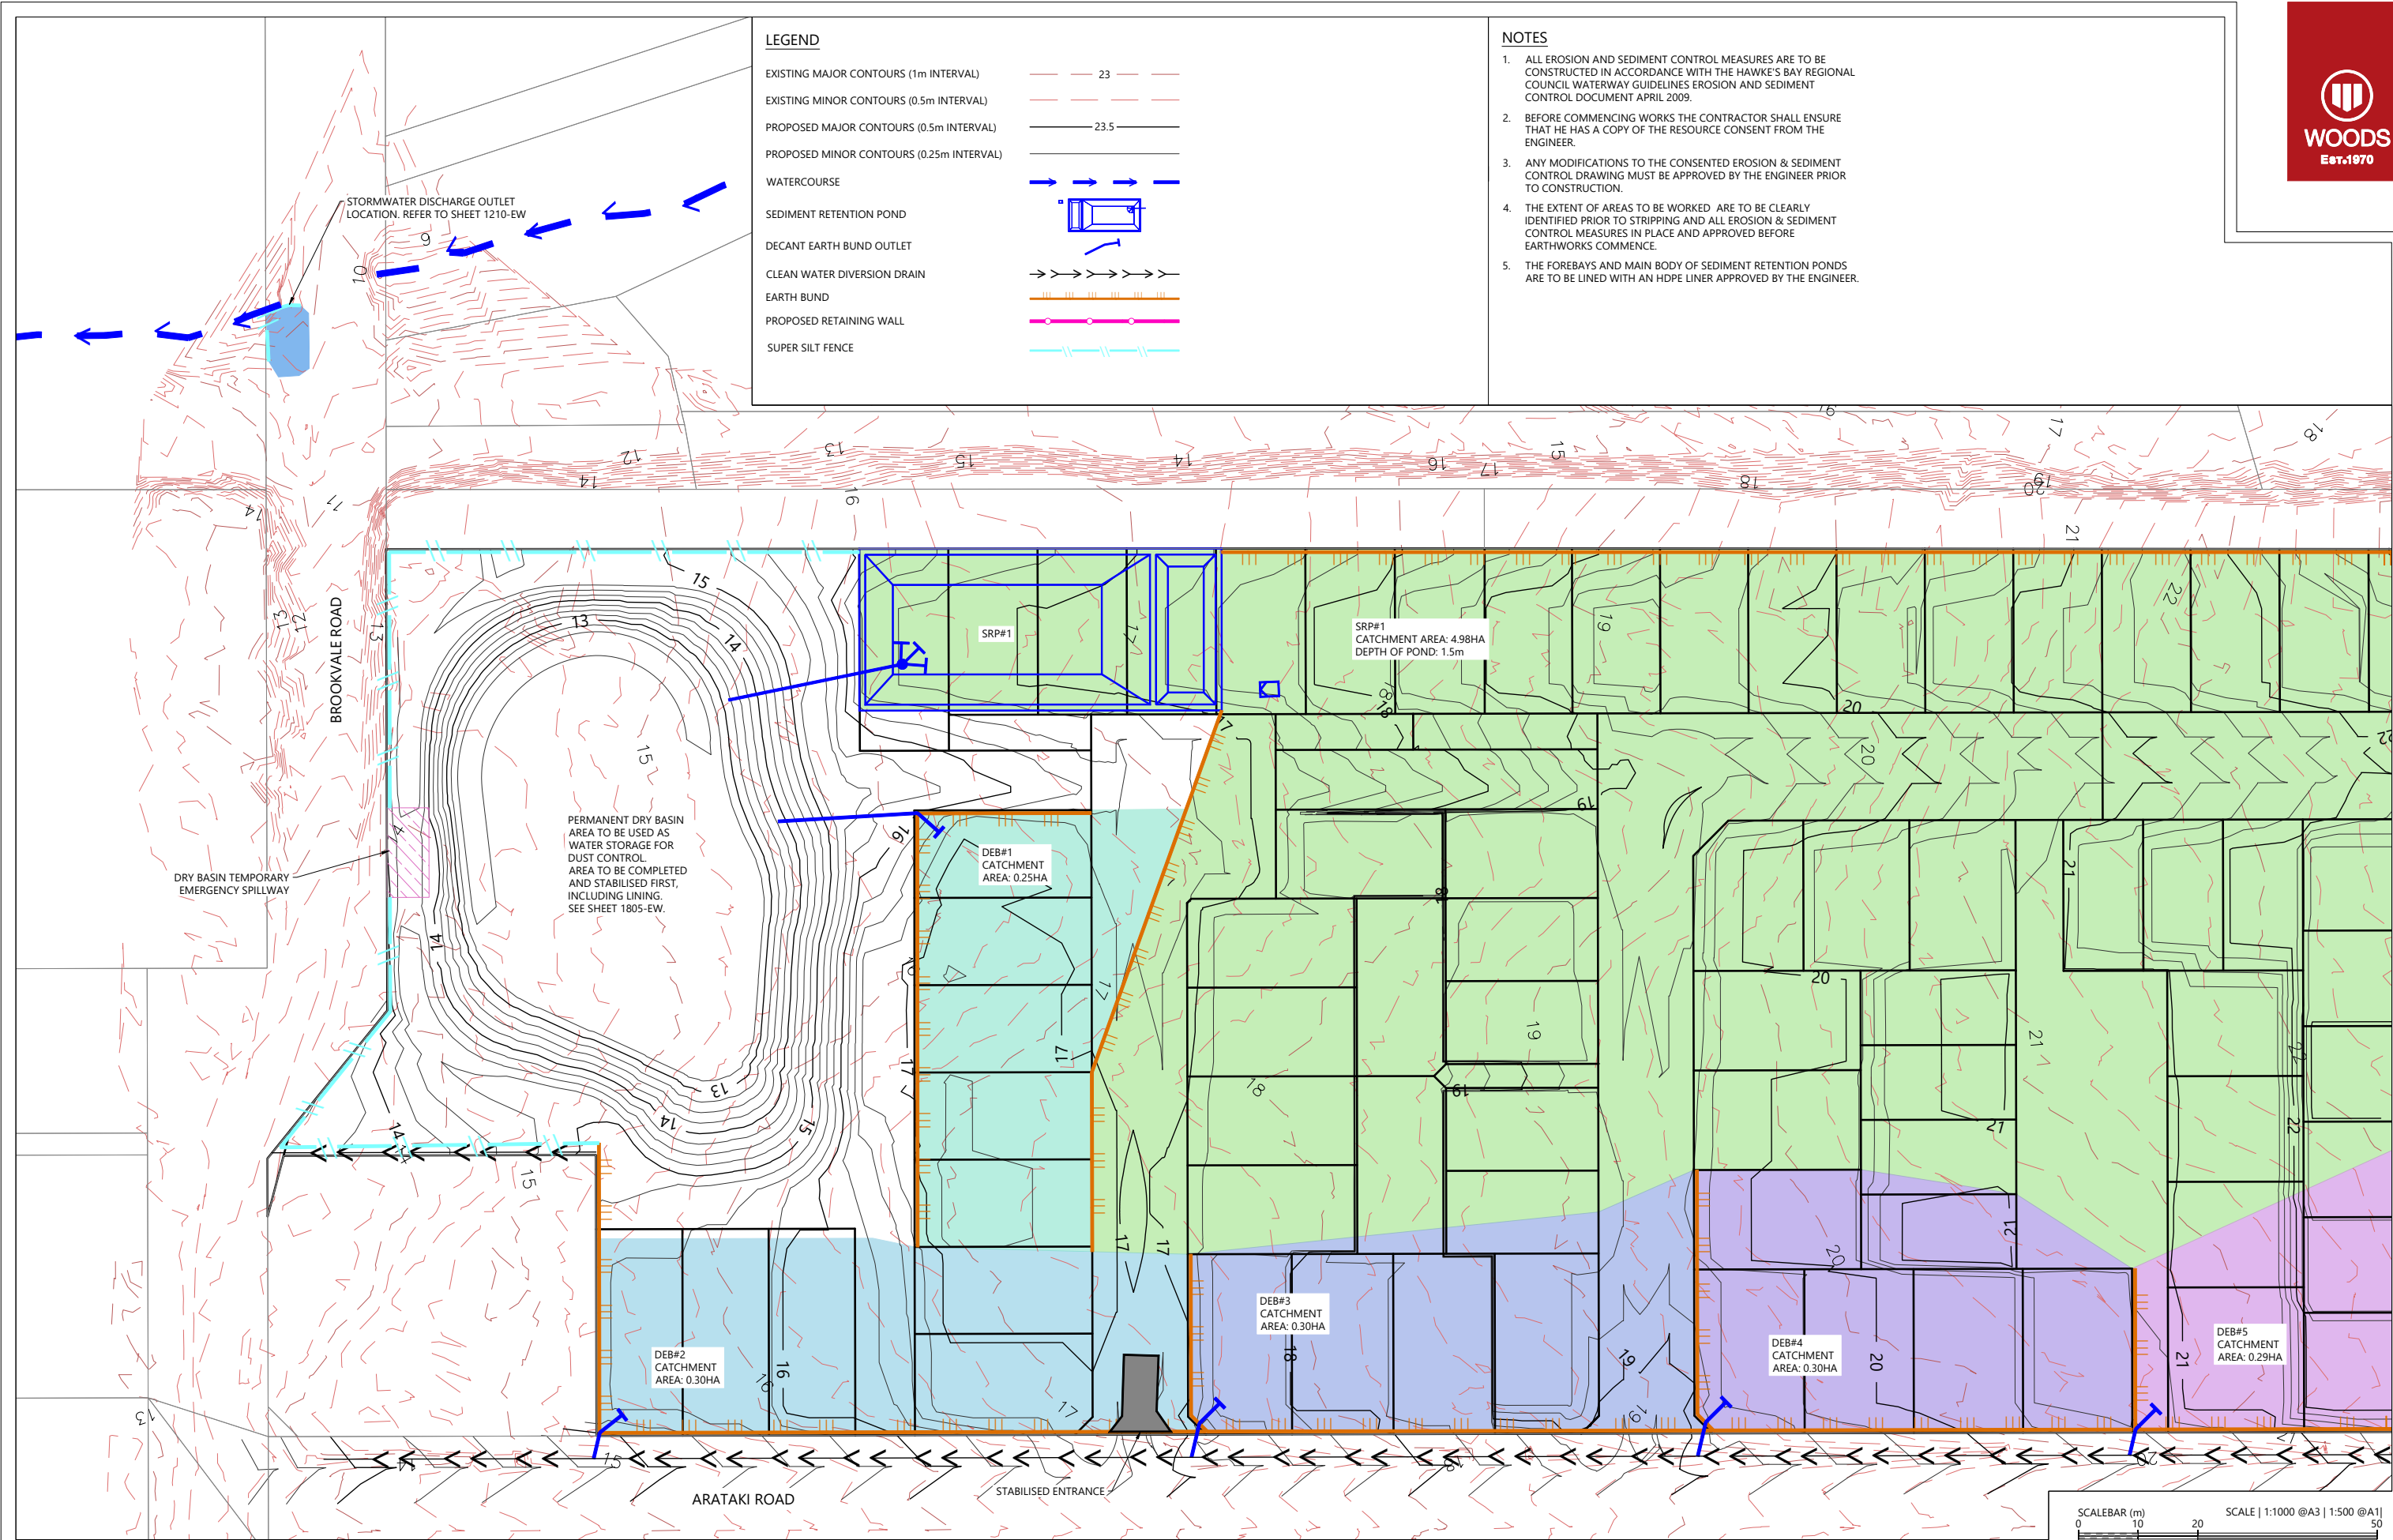 LEGEND
EXISTING MAJOR CONTOURS (1m INTERVAL)
23
EXISTING MINOR CONTOURS (0.5m INTERVAL)
PROPOSED MAJOR CONTOURS (0.5m INTERVAL)
23.5
PROPOSED MINOR CONTOURS (0.25m INTERVAL)
WATERCOURSE
SEDIMENT RETENTION POND
DECANT EARTH BUND OUTLET
CLEAN WATER DIVERSION DRAIN
EARTH BUND
PROPOSED RETAINING WALL
SUPER SILT FENCE
NOTES
1. ALL EROSION AND SEDIMENT CONTROL MEASURES ARE TO BE
CONSTRUCTED IN ACCORDANCE WITH THE HAWKE'S BAY REGIONAL
COUNCIL WATERWAY GUIDELINES EROSION AND SEDIMENT
CONTROL DOCUMENT APRIL 2009.
2. BEFORE COMMENCING WORKS THE CONTRACTOR SHALL ENSURE
THAT HE HAS A COPY OF THE RESOURCE CONSENT FROM THE
ENGINEER.
3. ANY MODIFICATIONS TO THE CONSENTED EROSION & SEDIMENT
CONTROL DRAWING MUST BE APPROVED BY THE ENGINEER PRIOR
TO CONSTRUCTION.
4. THE EXTENT OF AREAS TO BE WORKED ARE TO BE CLEARLY
IDENTIFIED PRIOR TO STRIPPING AND ALL EROSION & SEDIMENT
CONTROL MEASURES IN PLACE AND APPROVED BEFORE
EARTHWORKS COMMENCE.
5. THE FOREBAYS AND MAIN BODY OF SEDIMENT RETENTION PONDS
ARE TO BE LINED WITH AN HDPE LINER APPROVED BY THE ENGINEER.
WOODS
EST.1970
STORMWATER DISCHARGE OUTLET
LOCATION. REFER TO SHEET 1210-EW
BROOKVALE ROAD
SRP#1
SRP#1
CATCHMENT AREA: 4.98HA
DEPTH OF POND: 1.5m
PERMANENT DRY BASIN
AREA TO BE USED AS
WATER STORAGE FOR
DUST CONTROL.
AREA TO BE COMPLETED
AND STABILISED FIRST,
INCLUDING LINING.
SEE SHEET 1805-EW.
DRY BASIN TEMPORARY
EMERGENCY SPILLWAY
DEB#1
CATCHMENT
AREA: 0.25HA
DEB#2
CATCHMENT
AREA: 0.30HA
DEB#3
CATCHMENT
AREA: 0.30HA
DEB#4
CATCHMENT
AREA: 0.30HA
DEB#5
CATCHMENT
AREA: 0.29HA
STABILISED ENTRANCE
ARATAKI ROAD
SCALEBAR (m)
SCALE | 1:1000 @A3 | 1:500 @A1|
0 10 20 50